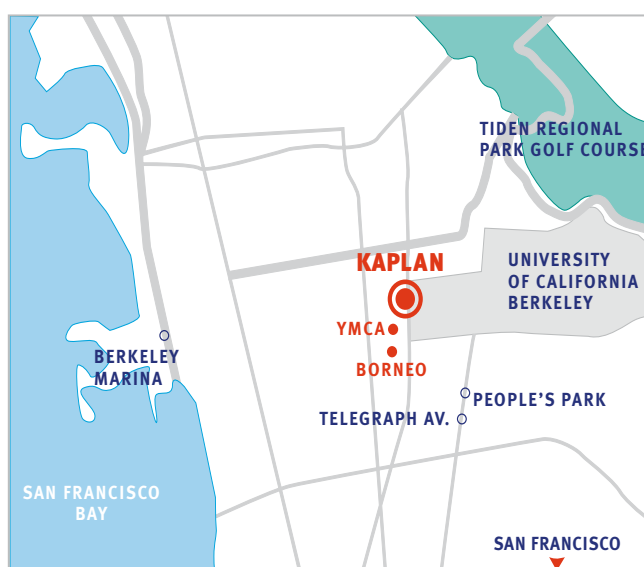 TIDEN REGIONAL
PARK GOLF COURSE
KAPLAN
UNIVERSITY
OF CALIFORNIA
BERKELEY
YMCA
BERKELEY
MARINA
BORNEO
PEOPLE'S PARK
TELEGRAPH AV.
SAN FRANCISCO
BAY
SAN FRANCISCO